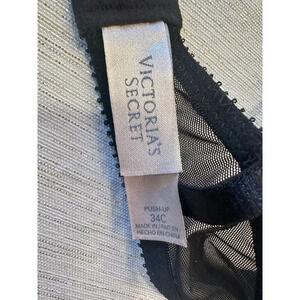 VICTORIA'S
SECRET
PUSH-UP
34C
MADE IN / FAIT EN /
HECHO EN CHINA